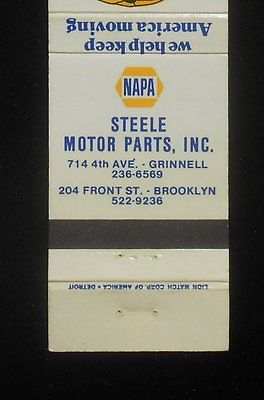 we help keep
America moving
NAPA
STEELE
MOTOR PARTS, INC.
714 4th AVE. - GRINNELL
236-6569
204 FRONT ST. - BROOKLYN
522-9236
LION MATCH CORP. OF AMERICA • DETROIT